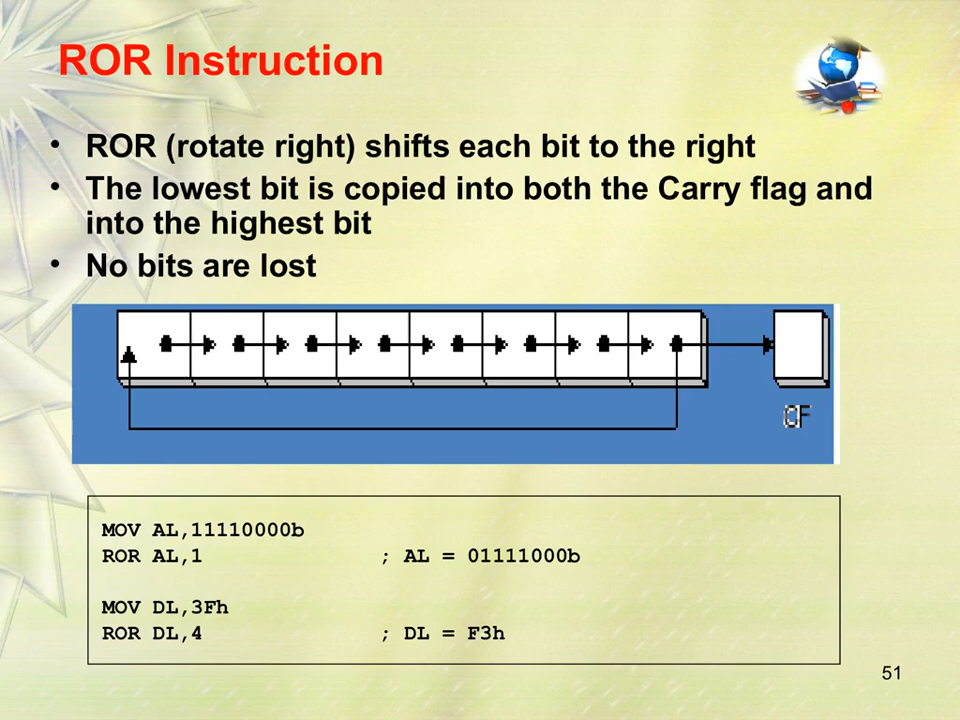 ROR Instruction
• ROR (rotate right) shifts each bit to the right
• The lowest bit is copied into both the Carry flag and
into the highest bit
• No bits are lost
CF
MOV AL,11110000b
ROR AL,1 ; AL = 01111000b
MOV DL,3Fh
ROR DL,4 ; DL = F3h
51